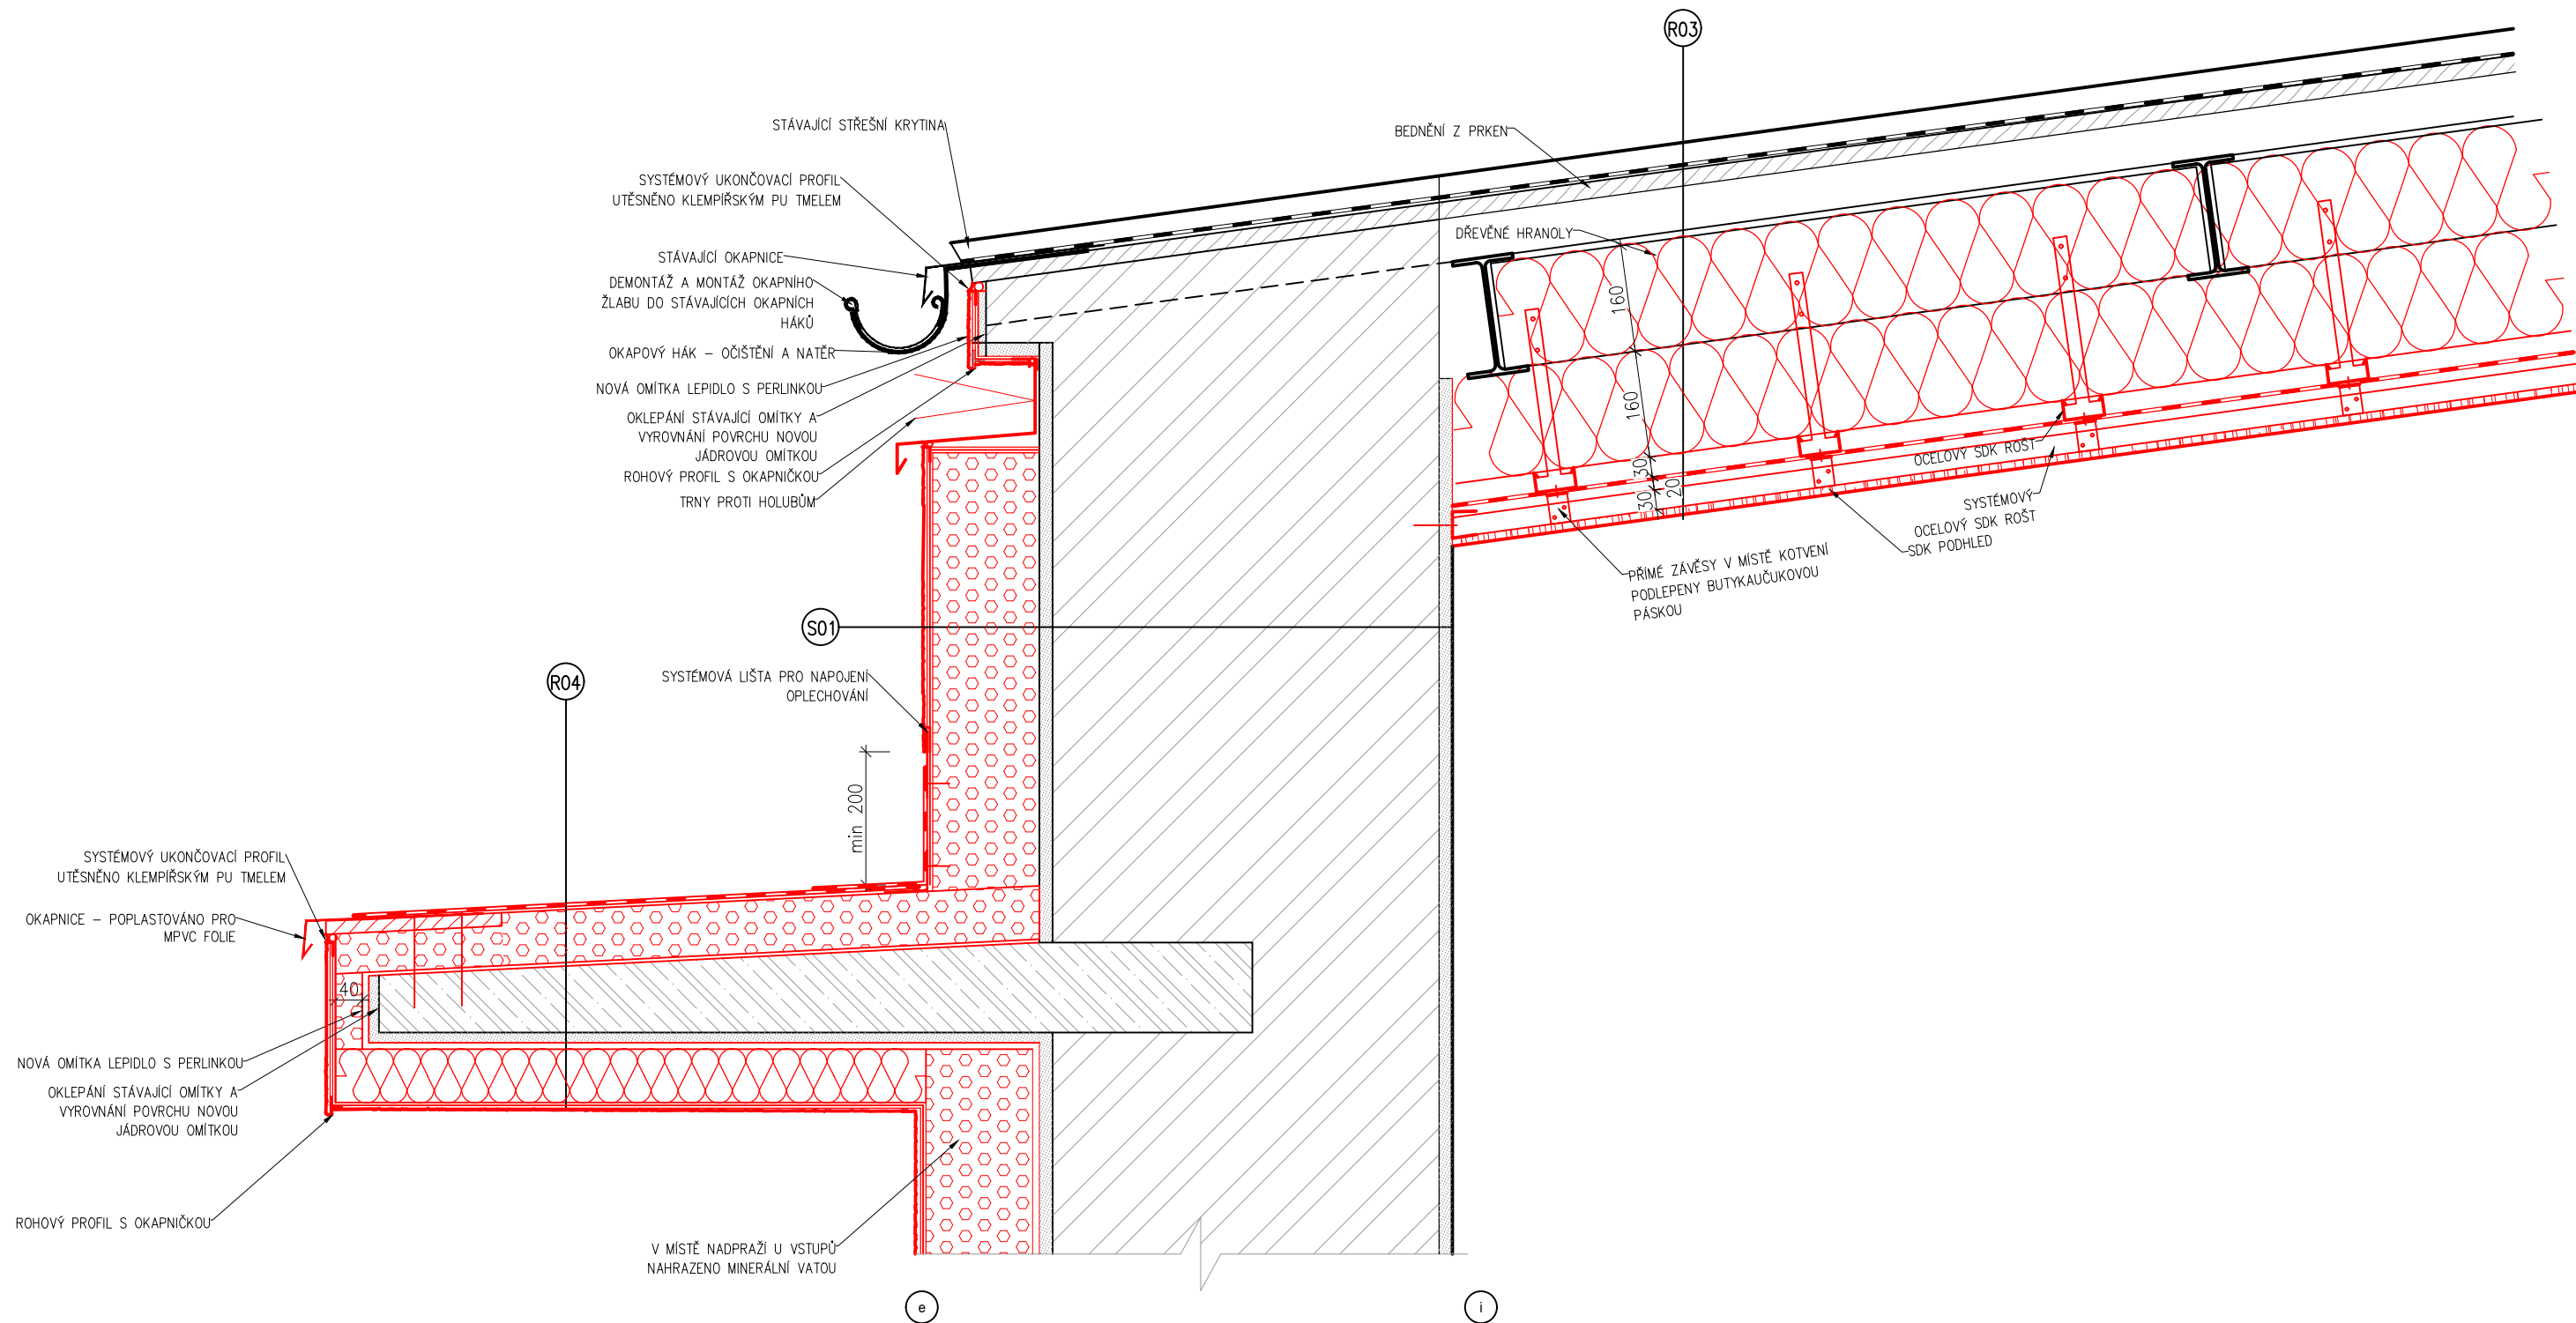 R03
STÁVAJÍCÍ STŘEŠNÍ KRYTINA
BEDNĚNÍ Z PRKEN
SYSTÉMOVÝ UKONČOVACÍ PROFIL
UTĚSNĚNO KLEMPÍŘSKÝM PU TMELEM
DŘEVĚNÉ HRANOLY
STÁVAJÍCÍ OKAPNICE
DEMONTÁŽ A MONTÁŽ OKAPNÍHO
ŽLABU DO STÁVAJÍCÍCH OKAPNÍCH
HÁKŮ
OKAPOVÝ HÁK – OČIŠTĚNÍ A NATĚR
NOVÁ OMÍTKA LEPIDLO S PERLINKOU
OKLEPÁNÍ STÁVAJÍCÍ OMÍTKY A
VYROVNÁNÍ POVRCHU NOVOU
JÁDROVOU OMÍTKOU
ROHOVÝ PROFIL S OKAPNIČKOU
TRNY PROTI HOLUBŮM
160
160
30
20
30
OCELOVÝ SDK ROŠT
SYSTÉMOVÝ
OCELOVÝ SDK ROŠT
SDK PODHLED
PŘÍMÉ ZÁVĚSY V MÍSTĚ KOTVENÍ
PODLEPENY BUTYKAUČUKOVOU
PÁSKOU
S01
R04
SYSTÉMOVÁ LIŠTA PRO NAPOJENÍ
OPLECHOVÁNÍ
min 200
SYSTÉMOVÝ UKONČOVACÍ PROFIL
UTĚSNĚNO KLEMPÍŘSKÝM PU TMELEM
OKAPNICE – POPLASTOVÁNO PRO
MPVC FOLIE
40
NOVÁ OMÍTKA LEPIDLO S PERLINKOU
OKLEPÁNÍ STÁVAJÍCÍ OMÍTKY A
VYROVNÁNÍ POVRCHU NOVOU
JÁDROVOU OMÍTKOU
ROHOVÝ PROFIL S OKAPNIČKOU
V MÍSTĚ NADPRAŽÍ U VSTUPŮ
NAHRAZENO MINERÁLNÍ VATOU
e
i